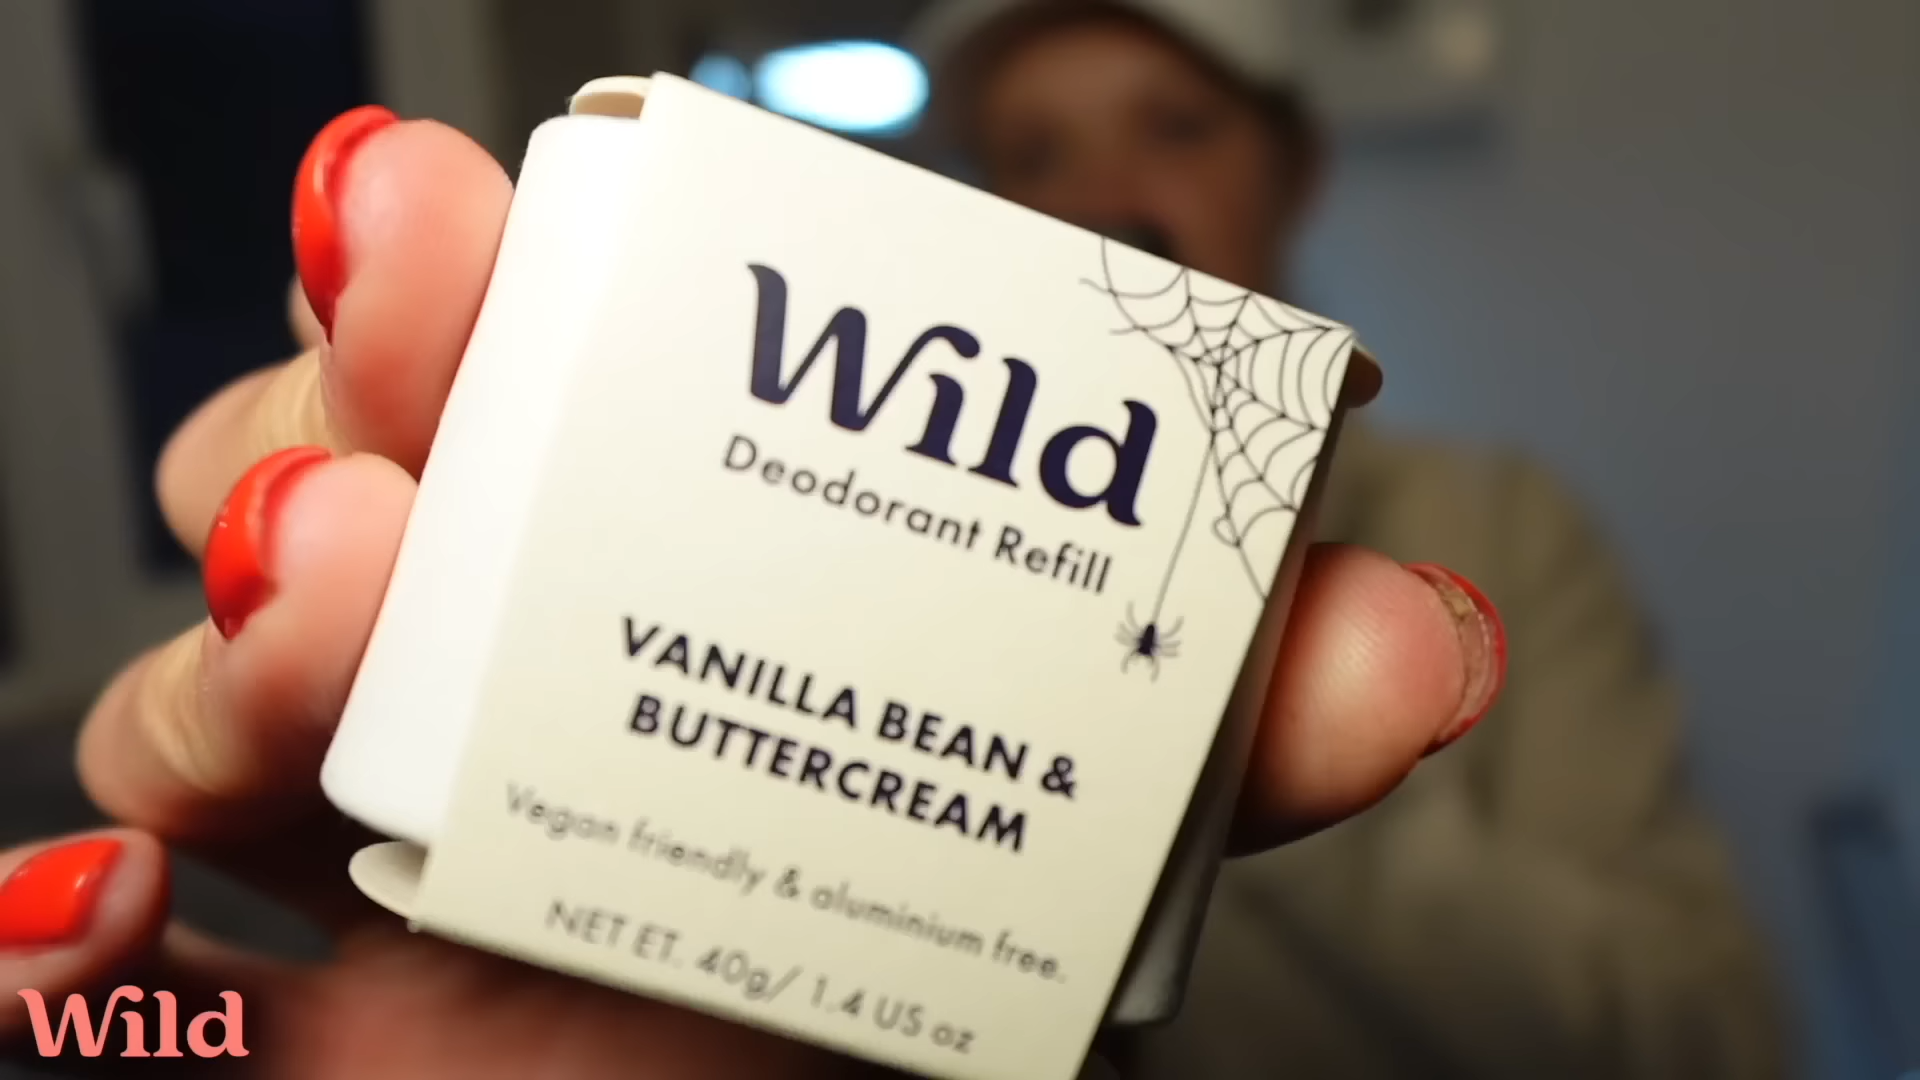 Wild
Deodorant Refill
VANILLA BEAN &
BUTTERCREAM
Vegan friendly & aluminium free.
NET ET. 40g/ 1.4 US oz
Wild